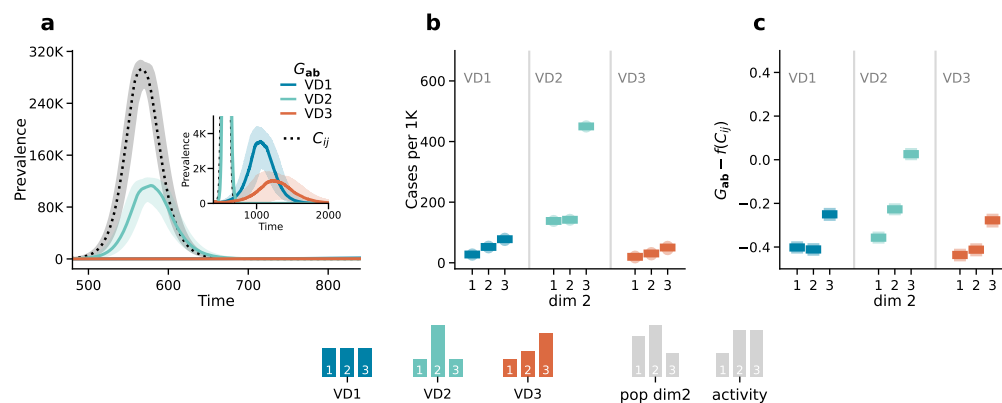 a
320K
240K
160K
80K
0
Prevalence
500
600
700
800
Time
G_ab
VD1
VD2
VD3
C_ij
4K
2K
0
Prevalence
1000
2000
Time
b
600
400
200
0
Cases per 1K
VD1
VD2
VD3
1 2 3
1 2 3
1 2 3
dim 2
c
0.4
0.2
0.0
−0.2
−0.4
G_ab − f(C_ij)
VD1
VD2
VD3
1 2 3
1 2 3
1 2 3
dim 2
1 2 3
VD1
1 2 3
VD2
1 2 3
VD3
1 2 3
pop dim2
1 2 3
activity